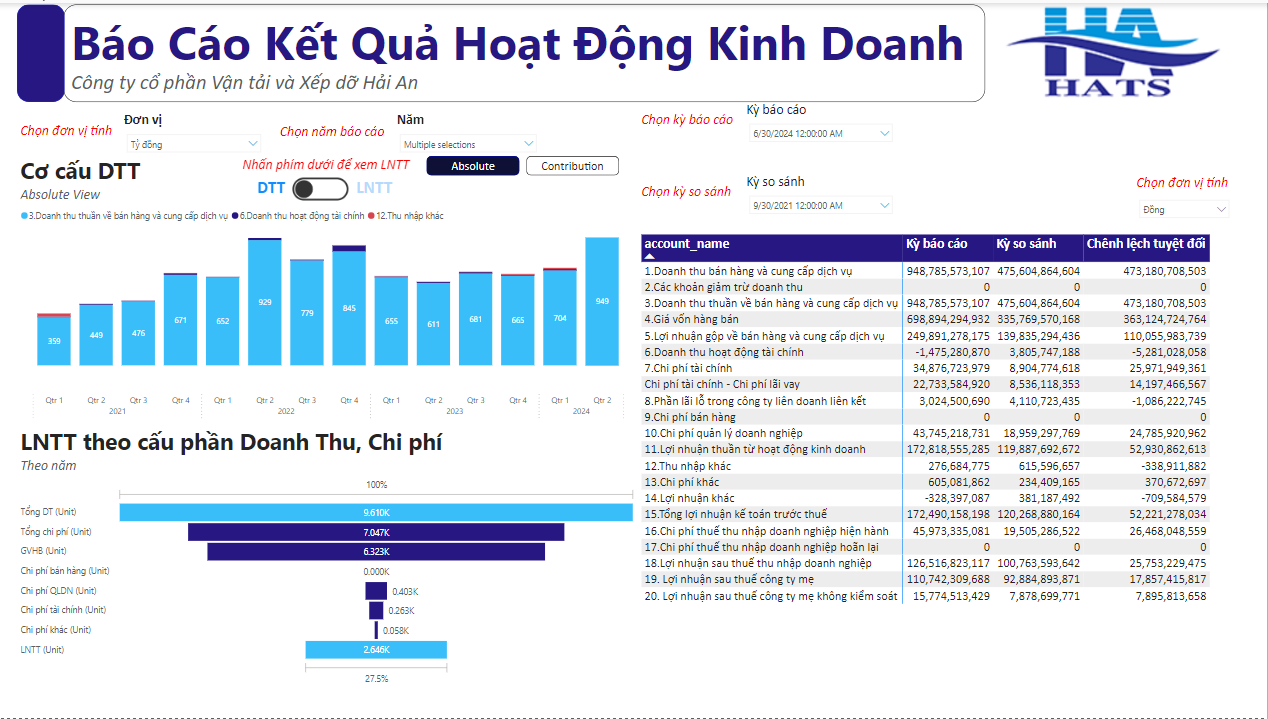 Báo Cáo Kết Quả Hoạt Động Kinh Doanh
Công ty cổ phần Vận tải và Xếp dỡ Hải An
HA
HATS
Chọn đơn vị tính
Đơn vị
Tỷ đồng
Chọn năm báo cáo
Năm
Multiple selections
Chọn kỳ báo cáo
Kỳ báo cáo
6/30/2024 12:00:00 AM
Cơ cấu DTT
Absolute View
Nhấn phím dưới để xem LNTT
DTT LNTT
Absolute
Contribution
Chọn kỳ so sánh
Kỳ so sánh
9/30/2021 12:00:00 AM
Chọn đơn vị tính
Đồng
3.Doanh thu thuần về bán hàng và cung cấp dịch vụ 6.Doanh thu hoạt động tài chính 12.Thu nhập khác
359 449 476 671 652 929 779 845 655 611 681 665 704 949
Qtr 1 Qtr 2 Qtr 3 Qtr 4 Qtr 1 Qtr 2 Qtr 3 Qtr 4 Qtr 1 Qtr 2 Qtr 3 Qtr 4 Qtr 1 Qtr 2
2021 2022 2023 2024
LNTT theo cấu phần Doanh Thu, Chi phí
Theo năm
100%
Tổng DT (Unit) 9.610K
Tổng chi phí (Unit) 7.047K
GVHB (Unit) 6.323K
Chi phí bán hàng (Unit) 0.000K
Chi phí QLDN (Unit) 0.403K
Chi phí tài chính (Unit) 0.263K
Chi phí khác (Unit) 0.058K
LNTT (Unit) 2.646K
27.5%
account_name Kỳ báo cáo Kỳ so sánh Chênh lệch tuyệt đối
1.Doanh thu bán hàng và cung cấp dịch vụ 948,785,573,107 475,604,864,604 473,180,708,503
2.Các khoản giảm trừ doanh thu 0 0 0
3.Doanh thu thuần về bán hàng và cung cấp dịch vụ 948,785,573,107 475,604,864,604 473,180,708,503
4.Giá vốn hàng bán 698,894,294,932 335,769,570,168 363,124,724,764
5.Lợi nhuận gộp về bán hàng và cung cấp dịch vụ 249,891,278,175 139,835,294,436 110,055,983,739
6.Doanh thu hoạt động tài chính -1,475,280,870 3,805,747,188 -5,281,028,058
7.Chi phí tài chính 34,876,723,979 8,904,774,618 25,971,949,361
Chi phí tài chính - Chi phí lãi vay 22,733,584,920 8,536,118,353 14,197,466,567
8.Phần lãi lỗ trong công ty liên doanh liên kết 3,024,500,690 4,110,723,435 -1,086,222,745
9.Chi phí bán hàng 0 0 0
10.Chi phí quản lý doanh nghiệp 43,745,218,731 18,959,297,769 24,785,920,962
11.Lợi nhuận thuần từ hoạt động kinh doanh 172,818,555,285 119,887,692,672 52,930,862,613
12.Thu nhập khác 276,684,775 615,596,657 -338,911,882
13.Chi phí khác 605,081,862 234,409,165 370,672,697
14.Lợi nhuận khác -328,397,087 381,187,492 -709,584,579
15.Tổng lợi nhuận kế toán trước thuế 172,490,158,198 120,268,880,164 52,221,278,034
16.Chi phí thuế thu nhập doanh nghiệp hiện hành 45,973,335,081 19,505,286,522 26,468,048,559
17.Chi phí thuế thu nhập doanh nghiệp hoãn lại 0 0 0
18.Lợi nhuận sau thuế thu nhập doanh nghiệp 126,516,823,117 100,763,593,642 25,753,229,475
19. Lợi nhuận sau thuế công ty mẹ 110,742,309,688 92,884,893,871 17,857,415,817
20. Lợi nhuận sau thuế công ty mẹ không kiểm soát 15,774,513,429 7,878,699,771 7,895,813,658